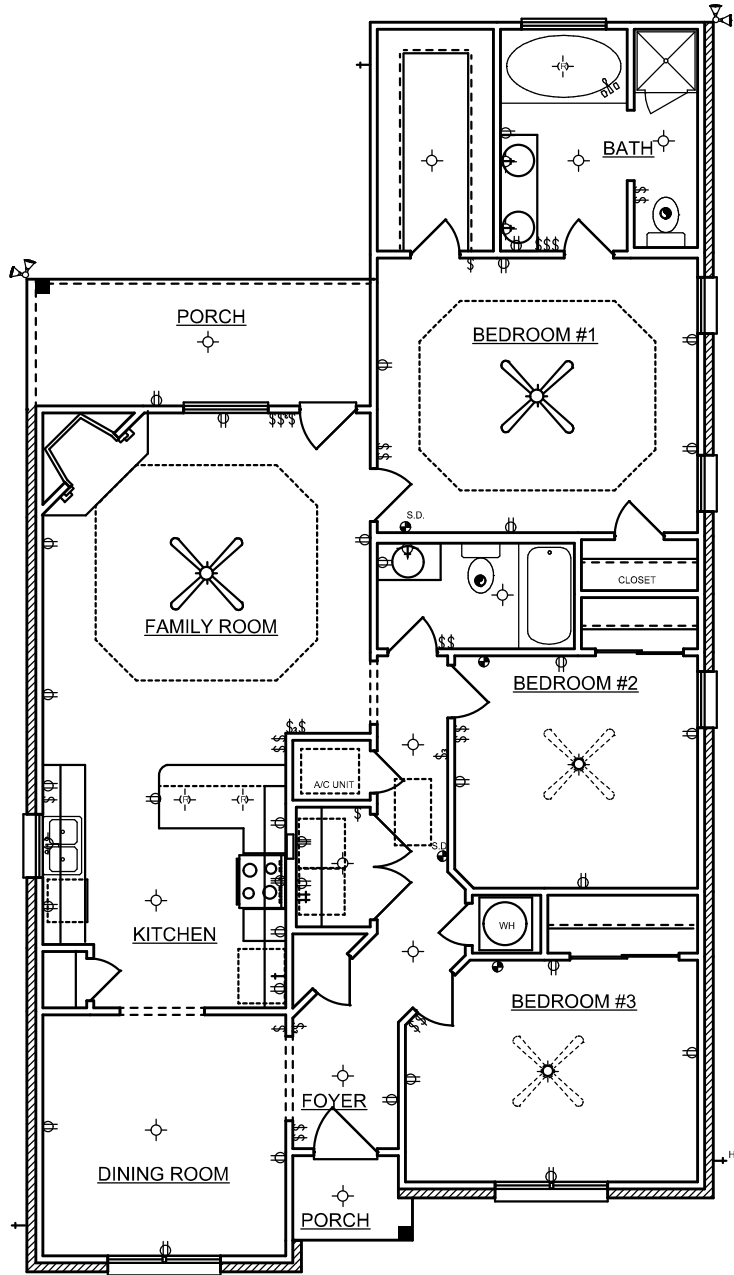 BATH
PORCH
BEDROOM #1
S.D.
CLOSET
FAMILY ROOM
BEDROOM #2
A/C UNIT
S.D.
WH
KITCHEN
BEDROOM #3
FOYER
DINING ROOM
PORCH
H